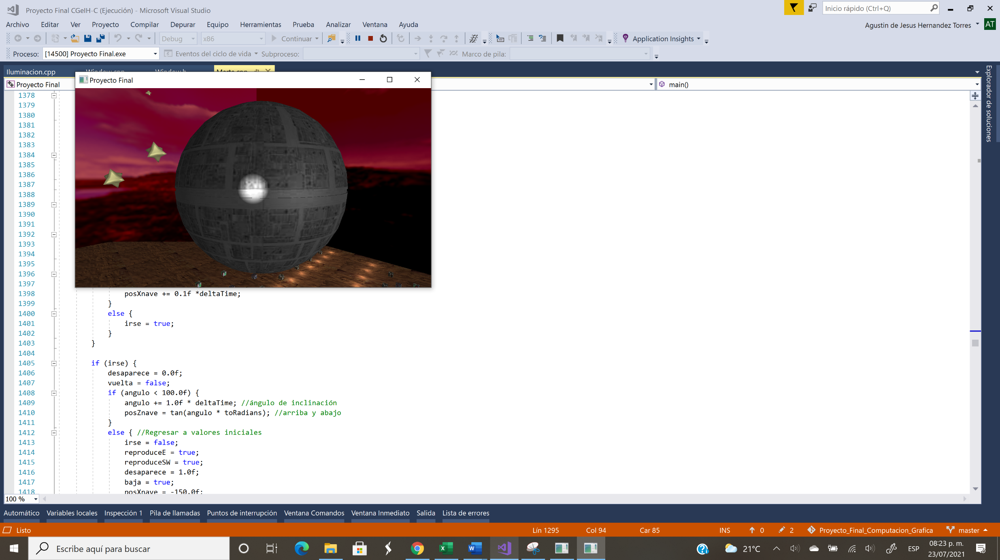 Proyecto Final CGeIH-C (Ejecución) - Microsoft Visual Studio
Inicio rápido (Ctrl+Q)
Archivo Editar Ver Proyecto Compilar Depurar Equipo Herramientas Prueba Analizar Ventana Ayuda
Agustin de Jesus Hernandez Torres AT
Debug x86 Continuar Application Insights
Proceso: [14500] Proyecto Final.exe Eventos del ciclo de vida Subproceso: Marco de pila:
Iluminacion.cpp Window.cpp Window.h Marte.cpp
Explorador de soluciones
Proyecto Final main()
Proyecto Final
1378
1379
1380
1381
1382
1383
1384
1385
1386
1387
1388
1389
1390
1391
1392
1393
1394
1395
1396
1397
1398 posXnave += 0.1f *deltaTime;
1399 }
1400 else {
1401 irse = true;
1402 }
1403 }
1404
1405 if (irse) {
1406 desaparece = 0.0f;
1407 vuelta = false;
1408 if (angulo < 100.0f) {
1409 angulo += 1.0f * deltaTime; //ángulo de inclinación
1410 posZnave = tan(angulo * toRadians); //arriba y abajo
1411 }
1412 else { //Regresar a valores iniciales
1413 irse = false;
1414 reproduceE = true;
1415 reproduceSW = true;
1416 desaparece = 1.0f;
1417 baja = true;
1418 posXnave = -150.0f;
100 %
Automático Variables locales Inspección 1 Pila de llamadas Puntos de interrupción Ventana Comandos Ventana Inmediato Salida Lista de errores
Listo Lín 1295 Col 94 Car 85 INS 0 2 Proyecto_Final_Computacion_Grafica master
Escribe aquí para buscar 21°C ESP 08:23 p. m.
23/07/2021